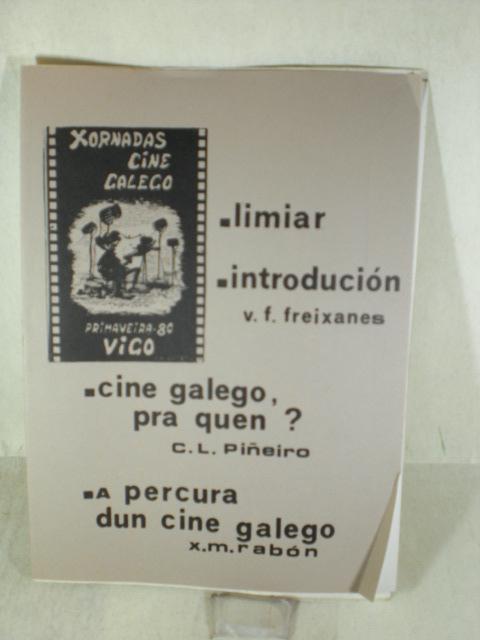 XORNADAS
CINE
GALEGO
PRIMAVEIRA-80
VIGO
.limiar
.introdución
v. f. freixanes
.cine galego,
pra quen ?
C.L. Piñeiro
.A percura
dun cine galego
x.m.rabón